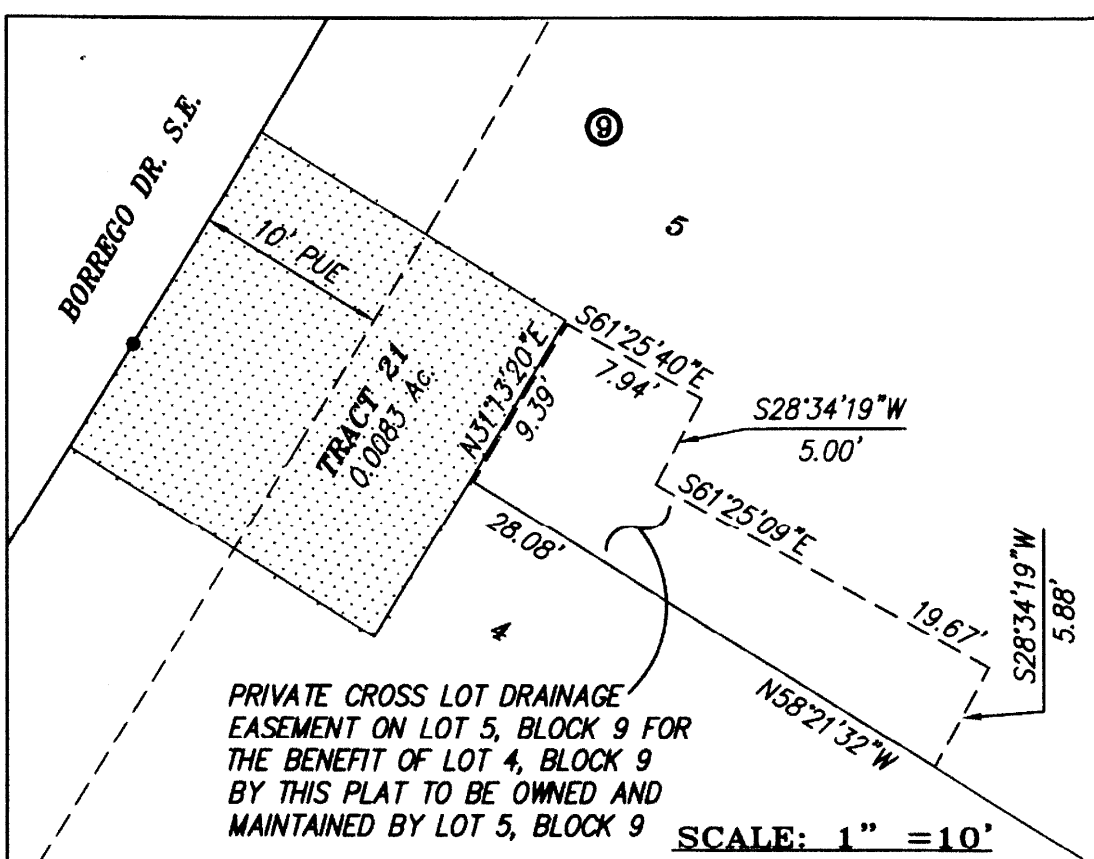 BORREGO DR. S.E.
9
5
10' PUE
TRACT 21
0.0083 Ac.
N31°13'20"E
9.39'
S61°25'40"E
7.94'
S28°34'19"W
5.00'
S61°25'09"E
19.67'
S28°34'19"W
5.88'
28.08'
N58°21'32"W
4
PRIVATE CROSS LOT DRAINAGE
EASEMENT ON LOT 5, BLOCK 9 FOR
THE BENEFIT OF LOT 4, BLOCK 9
BY THIS PLAT TO BE OWNED AND
MAINTAINED BY LOT 5, BLOCK 9
SCALE: 1" =10'